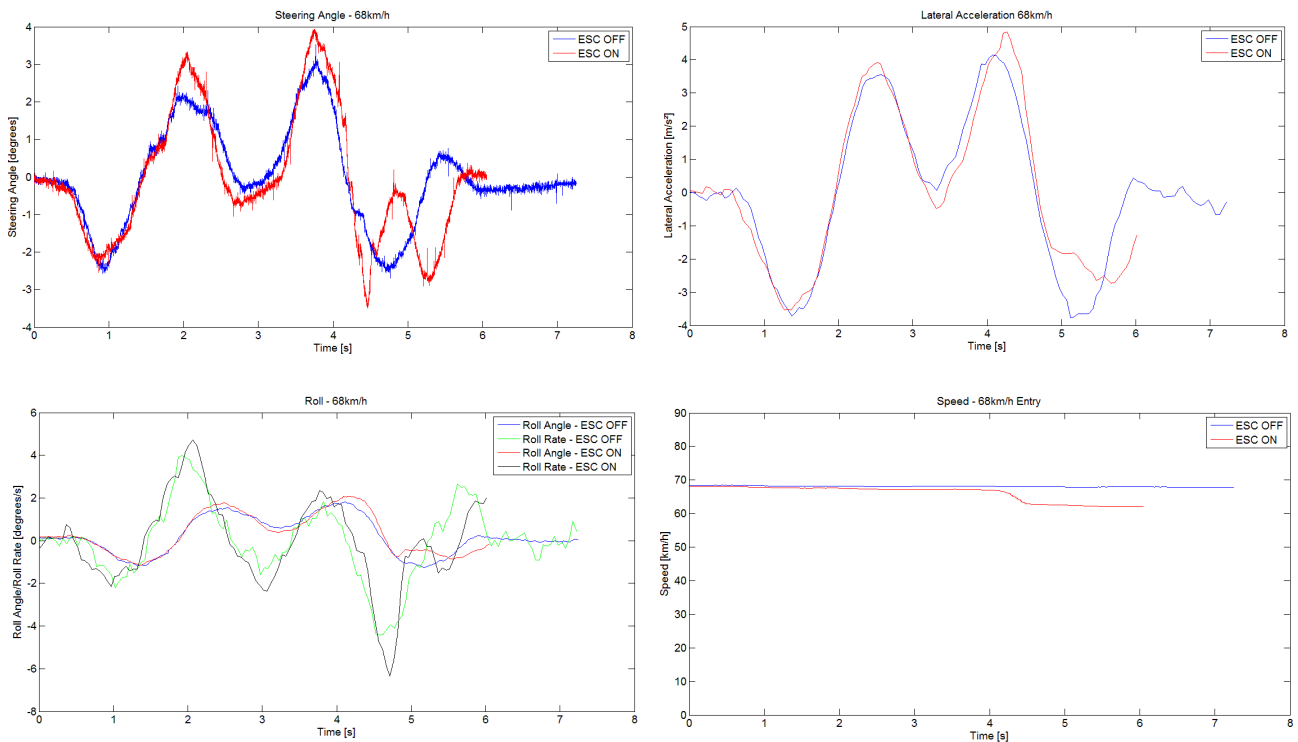 Steering Angle - 68km/h
4
3
2
1
0
-1
-2
-3
-4
Steering Angle [degrees]
ESC OFF
ESC ON
0 1 2 3 4 5 6 7 8
Time [s]
Lateral Acceleration 68km/h
5
4
3
2
1
0
-1
-2
-3
-4
Lateral Acceleration [m/s²]
ESC OFF
ESC ON
0 1 2 3 4 5 6 7 8
Time [s]
Roll - 68km/h
6
4
2
0
-2
-4
-6
-8
Roll Angle/Roll Rate [degrees/s]
Roll Angle - ESC OFF
Roll Rate - ESC OFF
Roll Angle - ESC ON
Roll Rate - ESC ON
0 1 2 3 4 5 6 7 8
Time [s]
Speed - 68km/h Entry
90
80
70
60
50
40
30
20
10
0
Speed [km/h]
ESC OFF
ESC ON
0 1 2 3 4 5 6 7 8
Time [s]